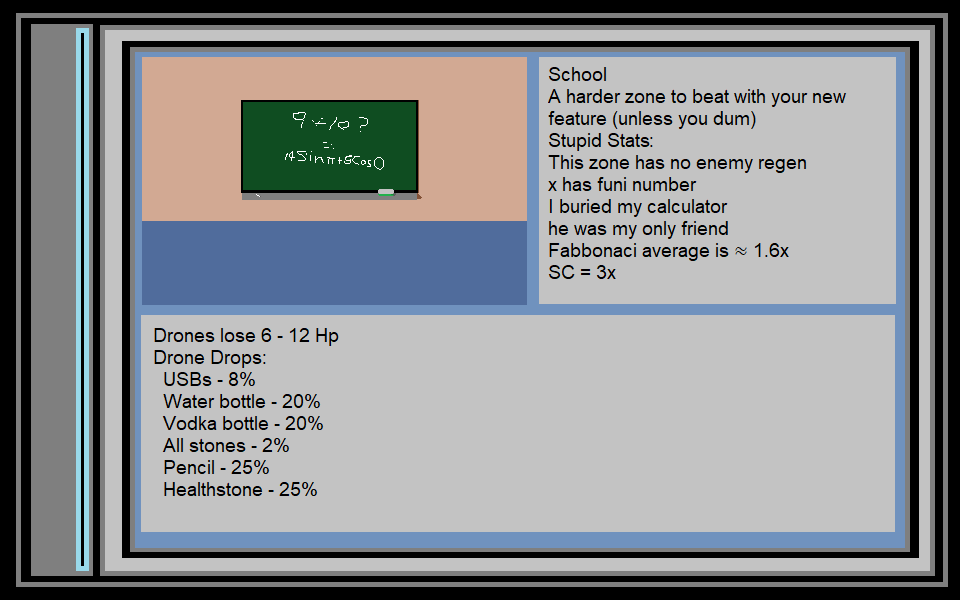 9 + 10 ?
School
A harder zone to beat with your new
feature (unless you dum)
Stupid Stats:
This zone has no enemy regen
x has funi number
I buried my calculator
he was my only friend
Fabbonaci average is ≈ 1.6x
SC = 3x
Drones lose 6 - 12 Hp
Drone Drops:
USBs - 8%
Water bottle - 20%
Vodka bottle - 20%
All stones - 2%
Pencil - 25%
Healthstone - 25%